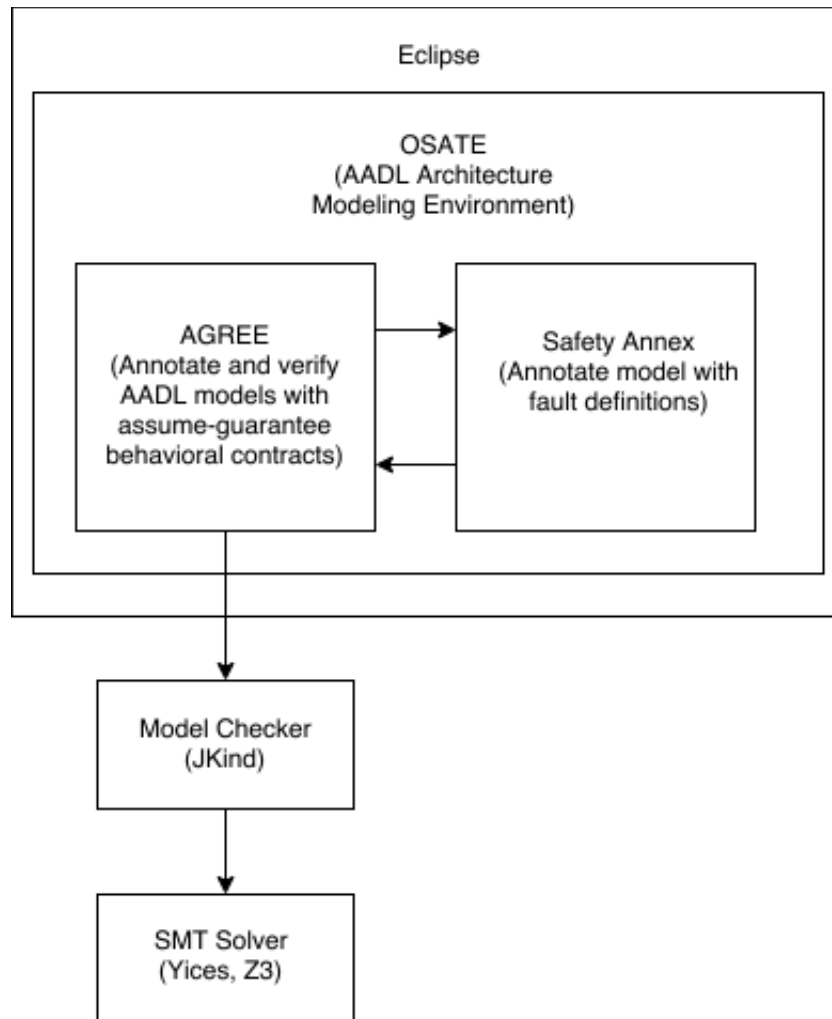 Eclipse
OSATE
(AADL Architecture
Modeling Environment)
AGREE
(Annotate and verify
AADL models with
assume-guarantee
behavioral contracts)
Safety Annex
(Annotate model with
fault definitions)
Model Checker
(JKind)
SMT Solver
(Yices, Z3)